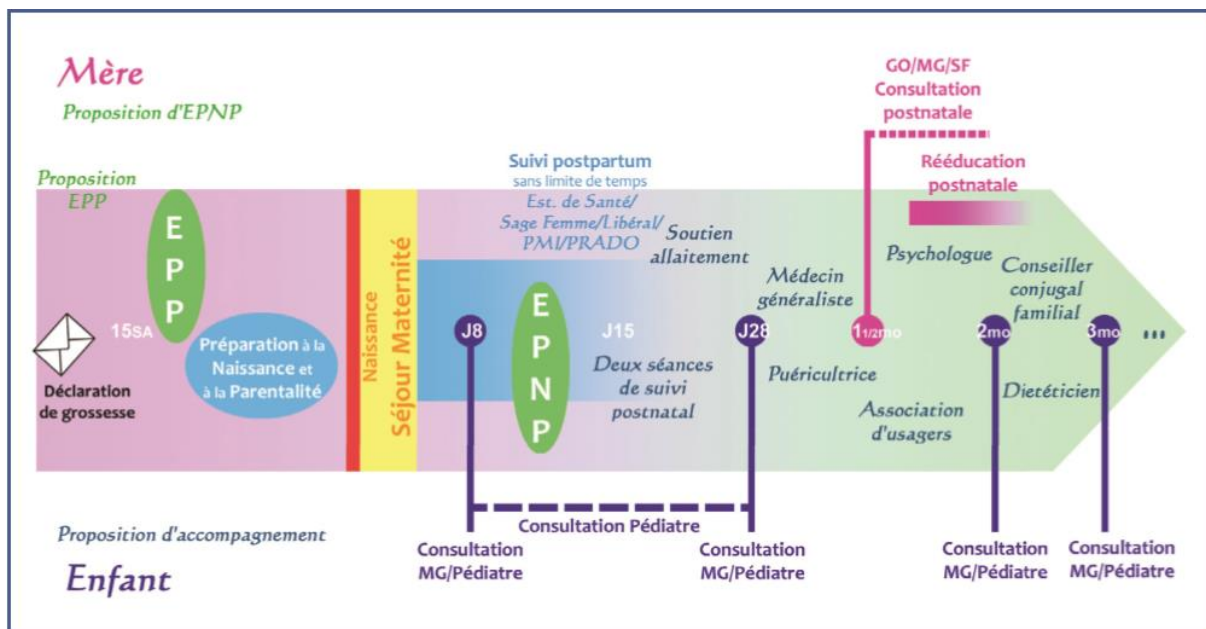 Mère
Proposition d'EPNP
GO/MG/SF
Consultation
postnatale
Suivi postpartum
sans limite de temps
Est. de Santé/
Sage Femme/Libéral/
PMI/PRADO
Rééducation
postnatale
Proposition
EPP
E
P
P
Soutien
allaitement
Psychologue
Médecin
généraliste
Conseiller
conjugal
familial
15SA
Déclaration
de grossesse
Préparation à la
Naissance et
à la Parentalité
Naissance
Séjour Maternité
J8
E
P
N
P
J15
Deux séances
de suivi
postnatal
J28
11/2mo
2mo
3mo
...
Puéricultrice
Association
d'usagers
Dietéticien
Proposition d'accompagnement
Enfant
Consultation Pédiatre
Consultation
MG/Pédiatre
Consultation
MG/Pédiatre
Consultation
MG/Pédiatre
Consultation
MG/Pédiatre